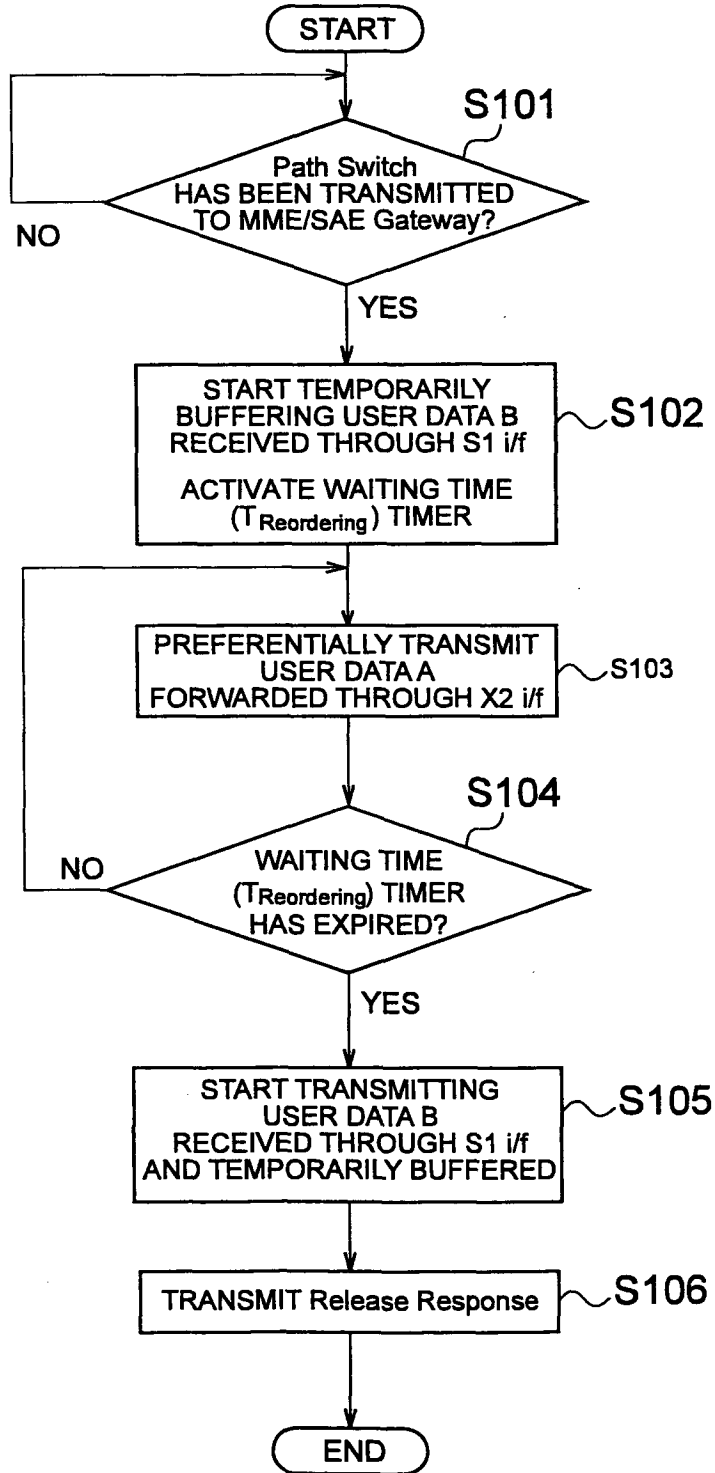 START
S101
Path Switch
HAS BEEN TRANSMITTED
TO MME/SAE Gateway?
NO
YES
START TEMPORARILY
BUFFERING USER DATA B
RECEIVED THROUGH S1 i/f
S102
ACTIVATE WAITING TIME
(TReordering) TIMER
PREFERENTIALLY TRANSMIT
USER DATA A
FORWARDED THROUGH X2 i/f
S103
S104
NO
WAITING TIME
(TReordering) TIMER
HAS EXPIRED?
YES
START TRANSMITTING
USER DATA B
RECEIVED THROUGH S1 i/f
AND TEMPORARILY BUFFERED
S105
TRANSMIT Release Response
S106
END